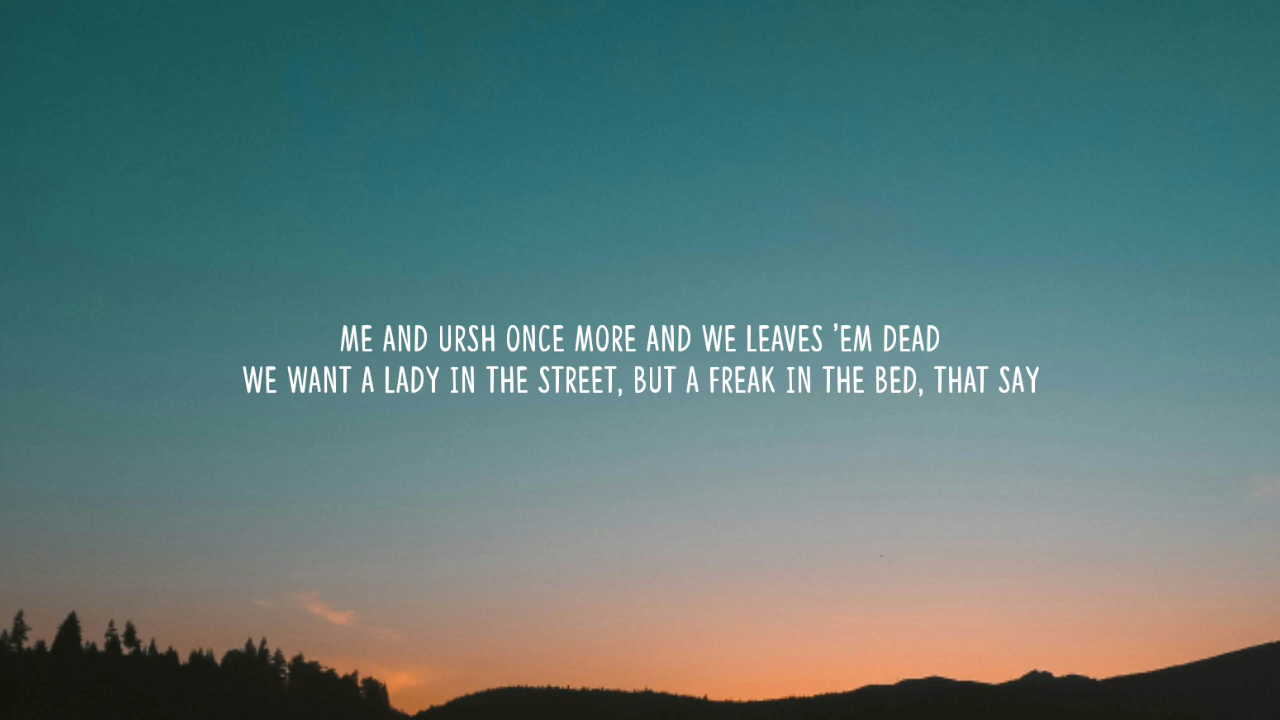 ME AND URSH ONCE MORE AND WE LEAVES 'EM DEAD
WE WANT A LADY IN THE STREET, BUT A FREAK IN THE BED, THAT SAY